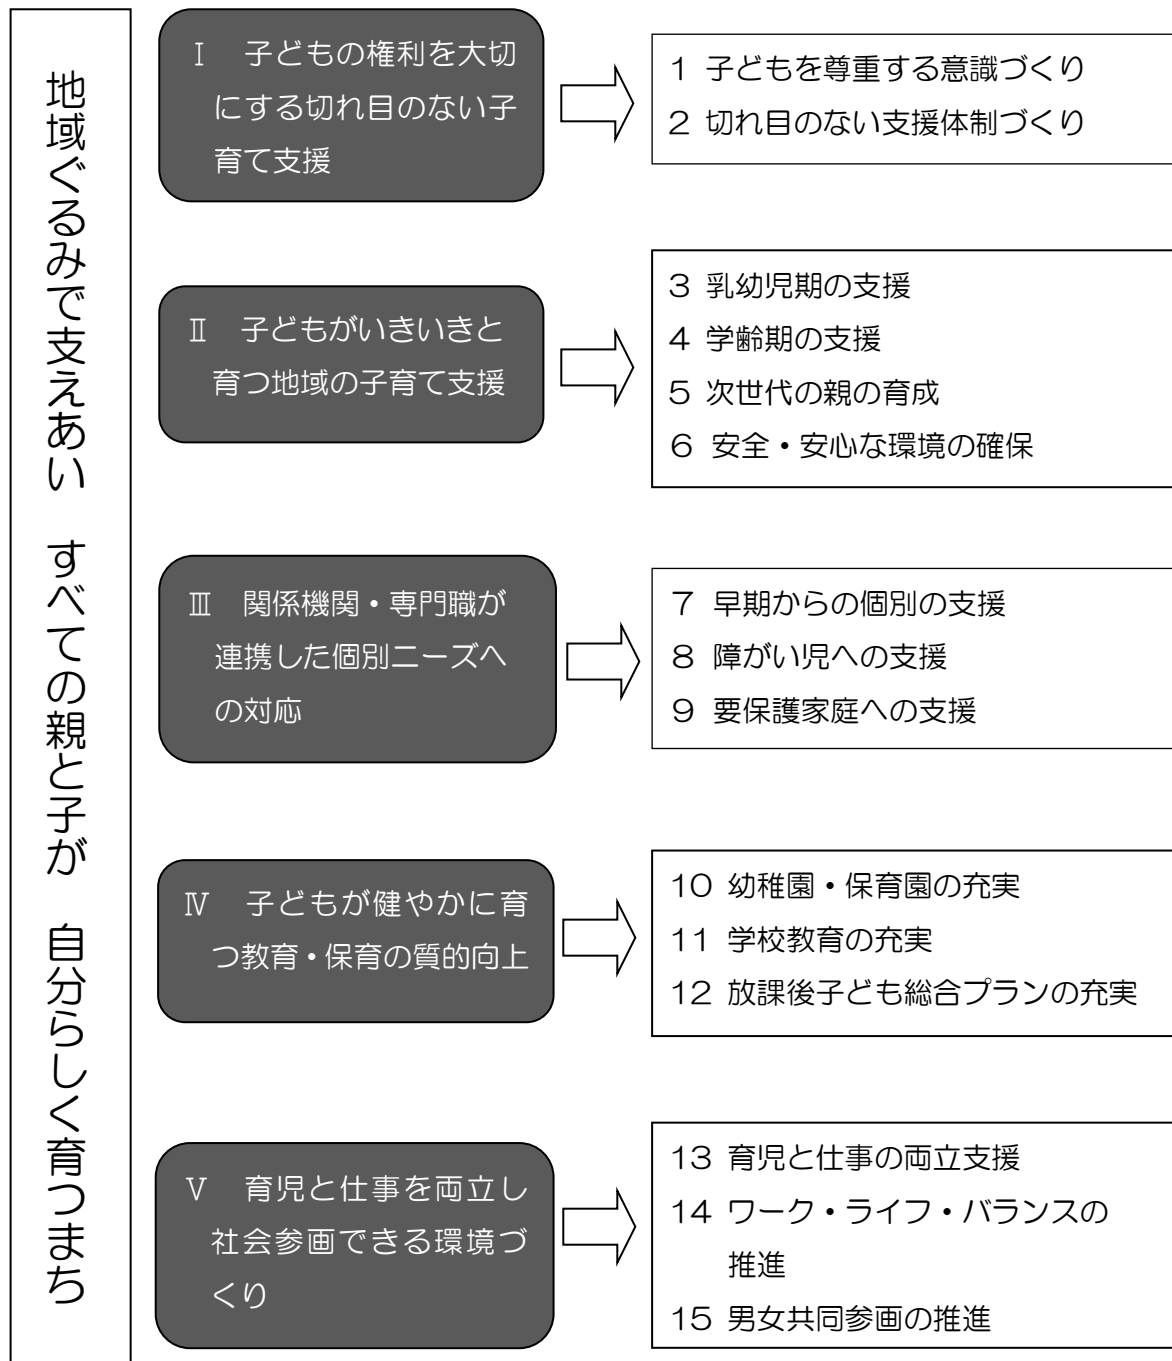 地域ぐるみで支えあい　すべての親と子が　自分らしく育つまち
Ⅰ　子どもの権利を大切
にする切れ目のない子
育て支援
1 子どもを尊重する意識づくり
2 切れ目のない支援体制づくり
Ⅱ　子どもがいきいきと
育つ地域の子育て支援
3 乳幼児期の支援
4 学齢期の支援
5 次世代の親の育成
6 安全・安心な環境の確保
Ⅲ　関係機関・専門職が
連携した個別ニーズへ
の対応
7 早期からの個別の支援
8 障がい児への支援
9 要保護家庭への支援
Ⅳ　子どもが健やかに育
つ教育・保育の質的向上
10 幼稚園・保育園の充実
11 学校教育の充実
12 放課後子ども総合プランの充実
Ⅴ　育児と仕事を両立し
社会参画できる環境づ
くり
13 育児と仕事の両立支援
14 ワーク・ライフ・バランスの
推進
15 男女共同参画の推進